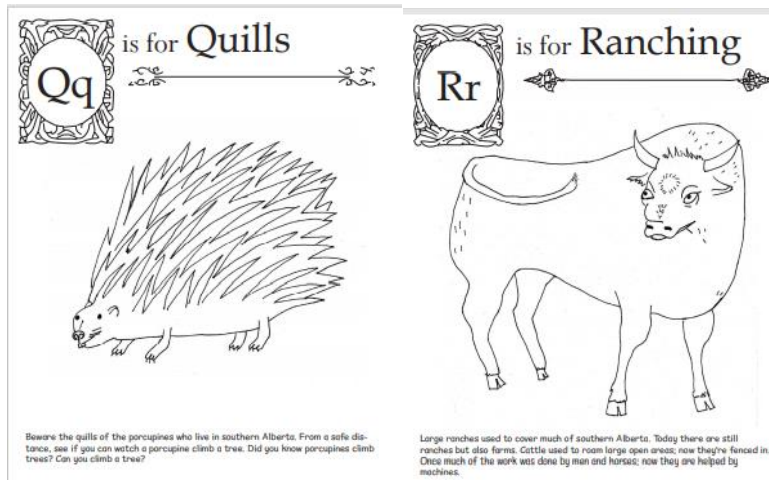 Qq
is for Quills
Beware the quills of the porcupines who live in southern Alberta. From a safe dis-
tance, see if you can watch a porcupine climb a tree. Did you know porcupines climb
trees? Can you climb a tree?
Rr
is for Ranching
Large ranches used to cover much of southern Alberta. Today there are still
ranches but also farms. Cattle used to roam large open areas; now they're fenced in.
Once much of the work was done by men and horses; now they are helped by
machines.